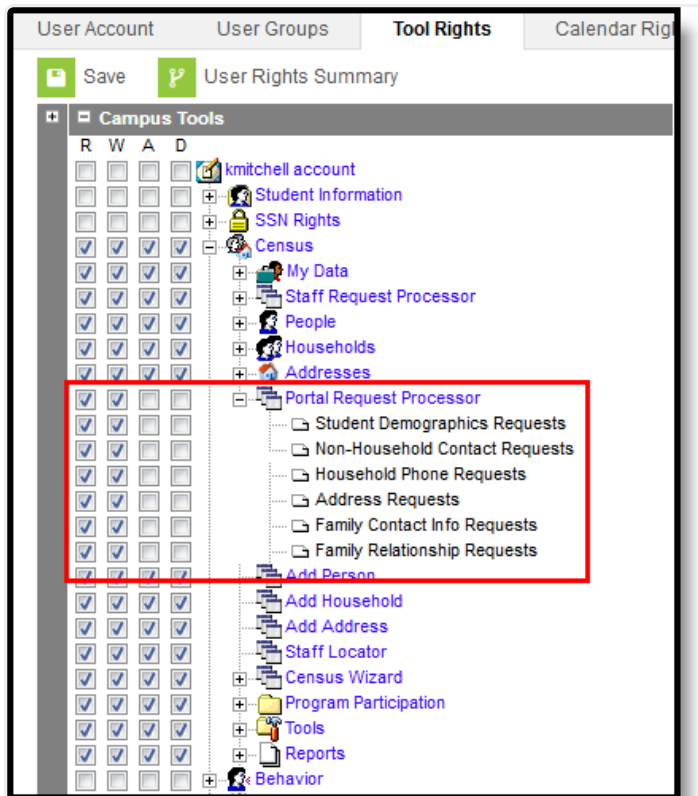 User Account User Groups Tool Rights Calendar Righ
Save User Rights Summary
Campus Tools
R W A D
kmitchell account
Student Information
SSN Rights
Census
My Data
Staff Request Processor
People
Households
Addresses
Portal Request Processor
Student Demographics Requests
Non-Household Contact Requests
Household Phone Requests
Address Requests
Family Contact Info Requests
Family Relationship Requests
Add Person
Add Household
Add Address
Staff Locator
Census Wizard
Program Participation
Tools
Reports
Behavior